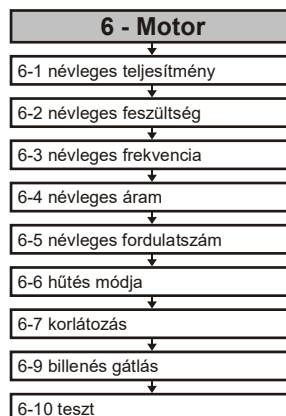 6 - Motor
6-1 névleges teljesítmény
6-2 névleges feszültség
6-3 névleges frekvencia
6-4 névleges áram
6-5 névleges fordulatszám
6-6 hűtés módja
6-7 korlátozás
6-9 billenés gátlás
6-10 teszt